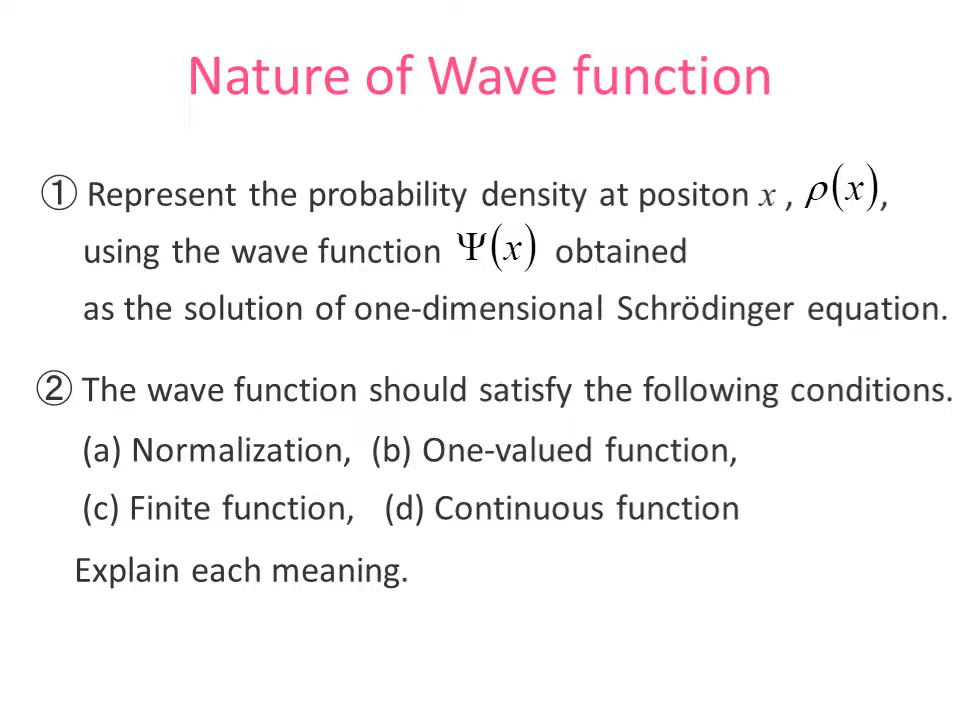 Nature of Wave function
① Represent the probability density at positon x , ρ(x),
using the wave function Ψ(x) obtained
as the solution of one-dimensional Schrödinger equation.
② The wave function should satisfy the following conditions.
(a) Normalization, (b) One-valued function,
(c) Finite function, (d) Continuous function
Explain each meaning.